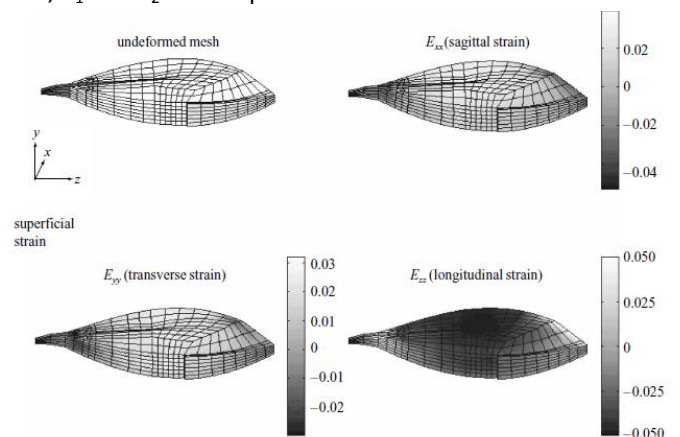 undeformed mesh
Eₓₓ (sagittal strain)
0.02
0
−0.02
−0.04
y
x
z
superficial
strain
E_yy (transverse strain)
0.03
0.02
0.01
0
−0.01
−0.02
E_zz (longitudinal strain)
0.050
0.025
0
−0.025
−0.050